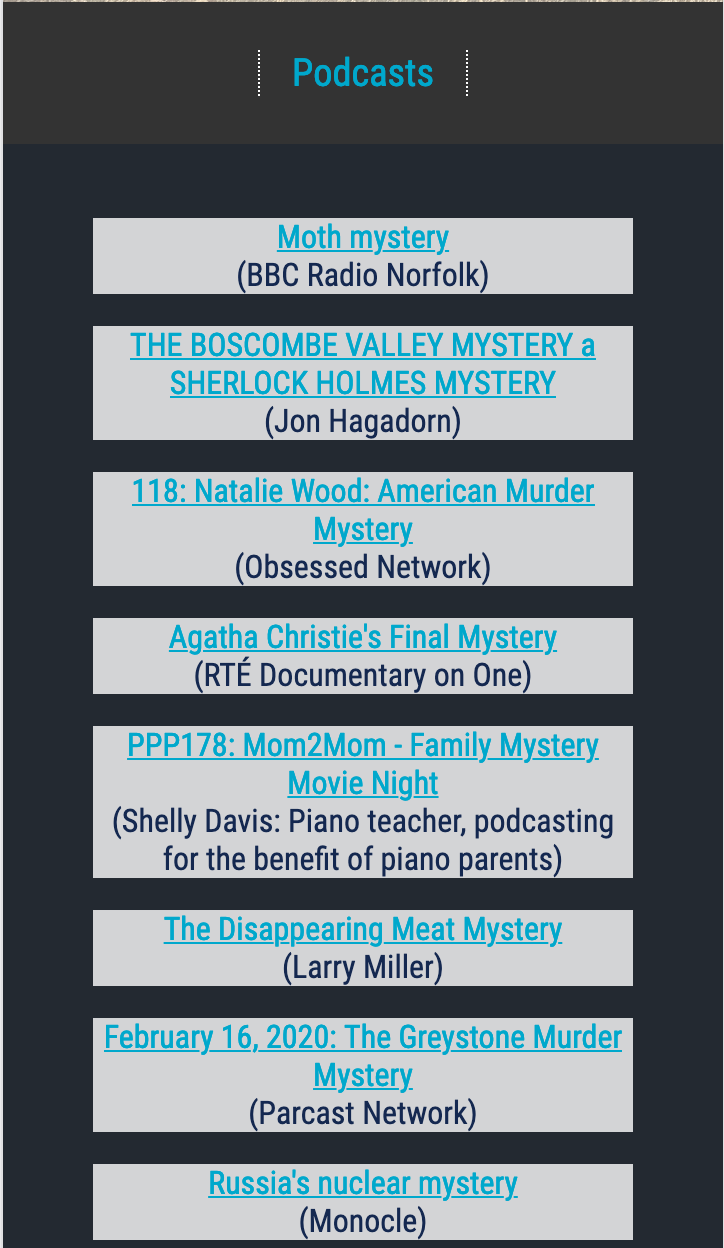 Podcasts
Moth mystery
(BBC Radio Norfolk)
THE BOSCOMBE VALLEY MYSTERY a
SHERLOCK HOLMES MYSTERY
(Jon Hagadorn)
118: Natalie Wood: American Murder
Mystery
(Obsessed Network)
Agatha Christie's Final Mystery
(RTÉ Documentary on One)
PPP178: Mom2Mom - Family Mystery
Movie Night
(Shelly Davis: Piano teacher, podcasting
for the benefit of piano parents)
The Disappearing Meat Mystery
(Larry Miller)
February 16, 2020: The Greystone Murder
Mystery
(Parcast Network)
Russia's nuclear mystery
(Monocle)